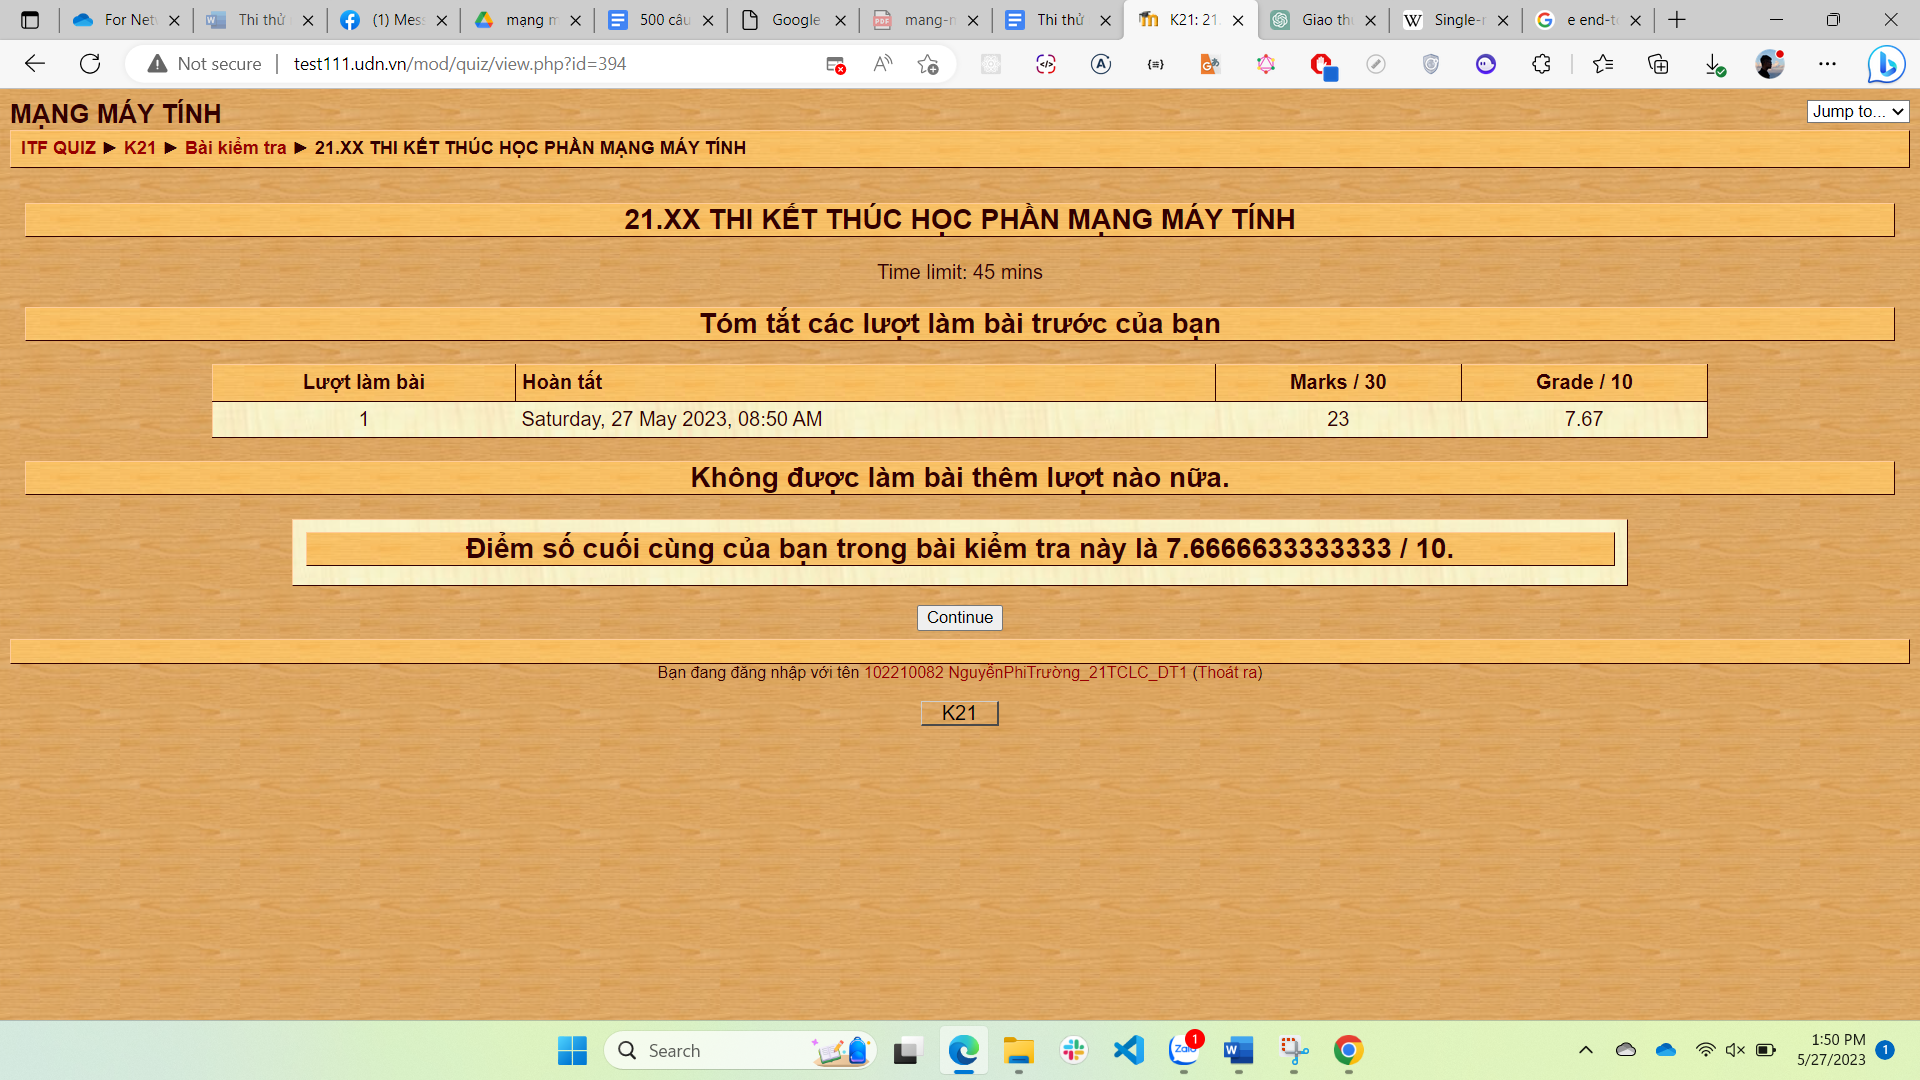 For Net
Thi thử
(1) Mess
mạng m
500 câu
Google
mang-m
Thi thử
K21: 21.
Giao thu
Single-r
e end-to
Not secure
test111.udn.vn/mod/quiz/view.php?id=394
MẠNG MÁY TÍNH
Jump to...
ITF QUIZ ► K21 ► Bài kiểm tra ► 21.XX THI KẾT THÚC HỌC PHẦN MẠNG MÁY TÍNH
21.XX THI KẾT THÚC HỌC PHẦN MẠNG MÁY TÍNH
Time limit: 45 mins
Tóm tắt các lượt làm bài trước của bạn
Lượt làm bài Hoàn tất Marks / 30 Grade / 10
1 Saturday, 27 May 2023, 08:50 AM 23 7.67
Không được làm bài thêm lượt nào nữa.
Điểm số cuối cùng của bạn trong bài kiểm tra này là 7.6666633333333 / 10.
Continue
Bạn đang đăng nhập với tên 102210082 NguyễnPhiTrường_21TCLC_DT1 (Thoát ra)
K21
Search
Zalo
1
1:50 PM
5/27/2023
1